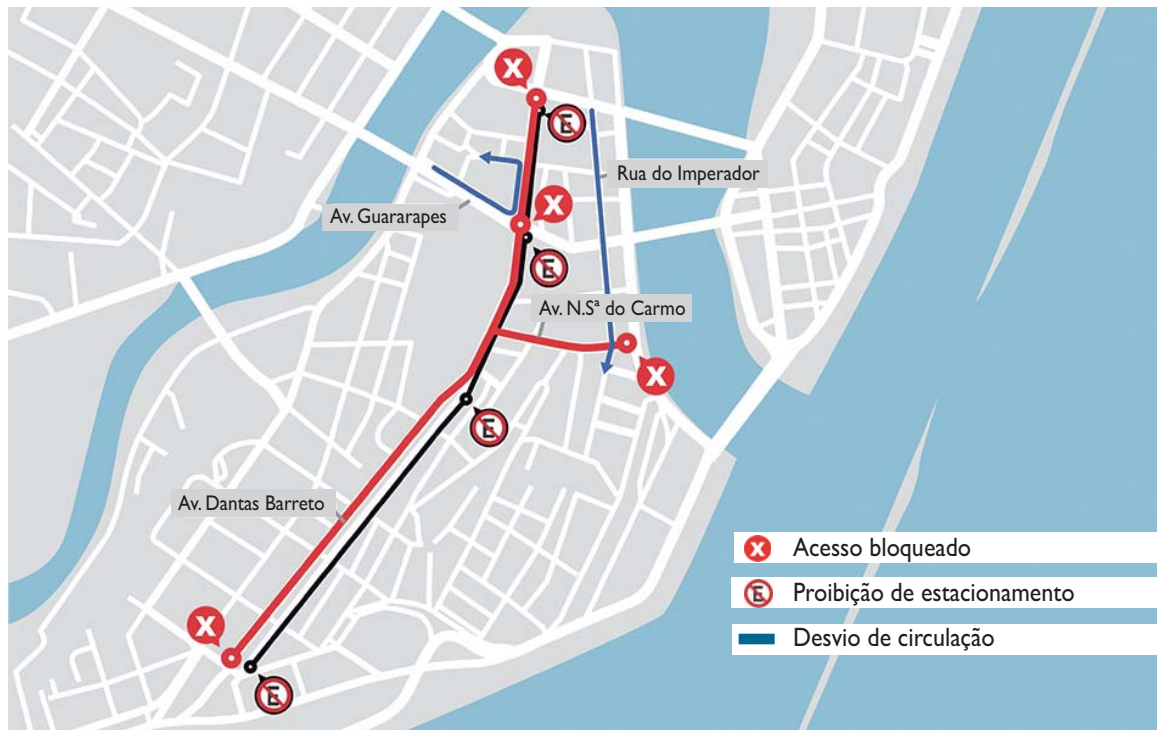 X
E
Rua do Imperador
X
Av. Guararapes
E
Av. N.Sª do Carmo
X
E
Av. Dantas Barreto
X
E
X Acesso bloqueado
E Proibição de estacionamento
Desvio de circulação